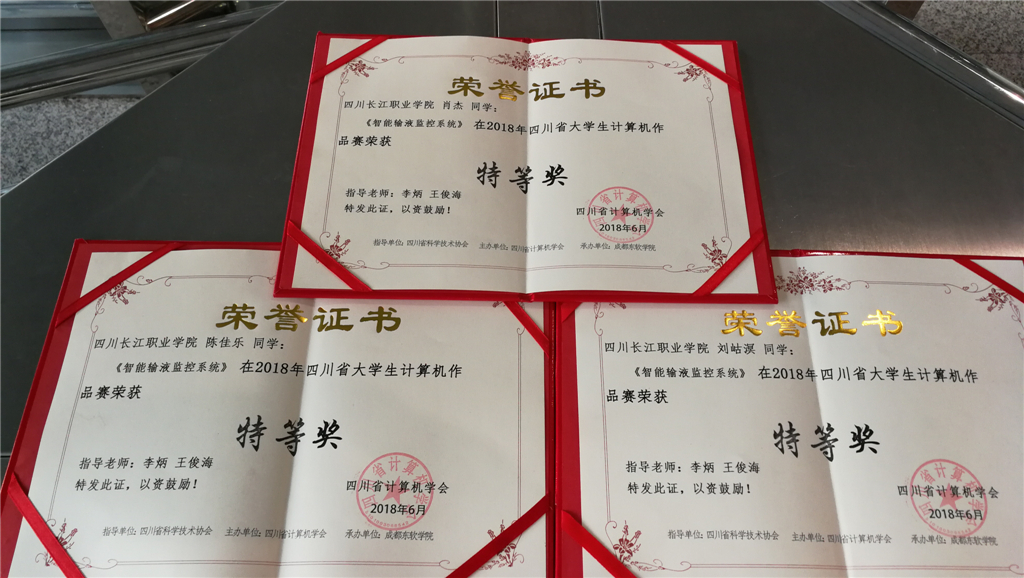 荣誉证书
四川长江职业学院 肖杰 同学：
《智能输液监控系统》 在2018年四川省大学生计算机作
品赛荣获
特等奖
指导老师：李炳 王俊海
特发此证，以资鼓励！
四川省计算机学会
2018年6月
指导单位：四川省科学技术协会 主办单位：四川省计算机学会 承办单位：成都东软学院
荣誉证书
四川长江职业学院 陈佳乐 同学：
《智能输液监控系统》 在2018年四川省大学生计算机作
品赛荣获
特等奖
指导老师：李炳 王俊海
特发此证，以资鼓励！
四川省计算机学会
2018年6月
指导单位：四川省科学技术协会 主办单位：四川省计算机学会 承办单位：成都东软学院
荣誉证书
四川长江职业学院 刘岵溟 同学：
《智能输液监控系统》 在2018年四川省大学生计算机作
品赛荣获
特等奖
指导老师：李炳 王俊海
特发此证，以资鼓励！
四川省计算机学会
2018年6月
指导单位：四川省科学技术协会 主办单位：四川省计算机学会 承办单位：成都东软学院